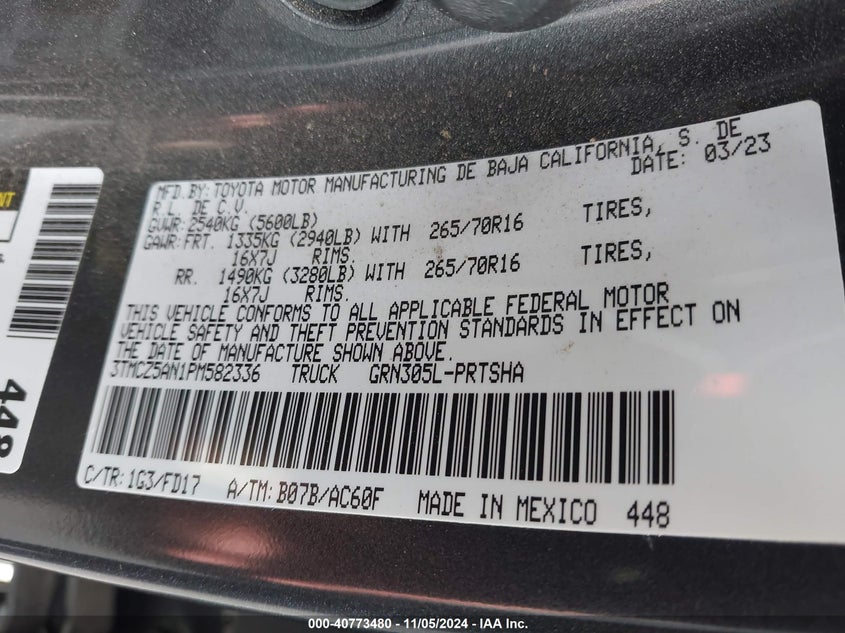 MFD. BY: TOYOTA MOTOR MANUFACTURING DE BAJA CALIFORNIA, S. DE
R.L. DE C.V. DATE: 03/23
GVWR: 2540KG (5600LB)
GAWR: FRT. 1335KG (2940LB) WITH 265/70R16 TIRES,
16X7J RIMS.
RR. 1490KG (3280LB) WITH 265/70R16 TIRES,
16X7J RIMS.
THIS VEHICLE CONFORMS TO ALL APPLICABLE FEDERAL MOTOR
VEHICLE SAFETY AND THEFT PREVENTION STANDARDS IN EFFECT ON
THE DATE OF MANUFACTURE SHOWN ABOVE.
3TMCZ5AN1PM582336 TRUCK GRN305L-PRTSHA
C/TR: 1G3/FD17 A/TM: B07B/AC60F MADE IN MEXICO 448
448
000-40773480 - 11/05/2024 - IAA Inc.